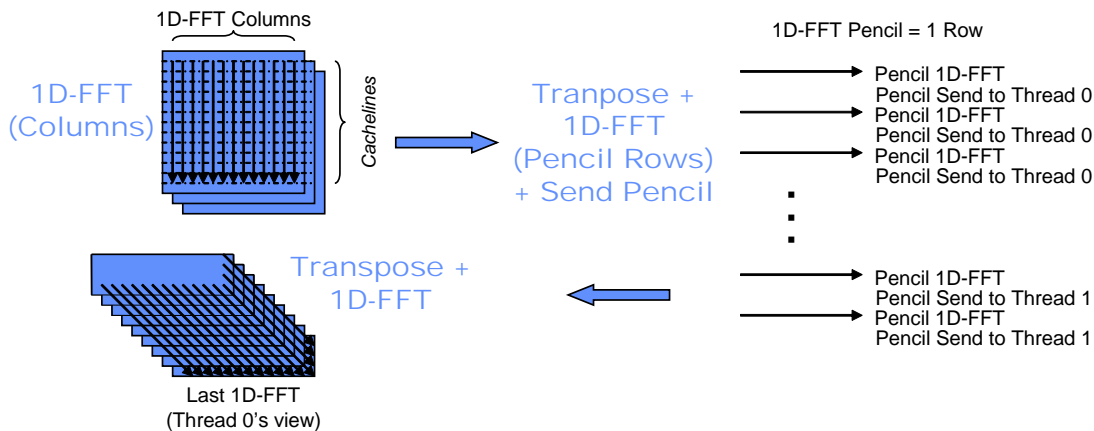 1D-FFT Columns
1D-FFT
(Columns)
Cachelines
Tranpose +
1D-FFT
(Pencil Rows)
+ Send Pencil
1D-FFT Pencil = 1 Row
Pencil 1D-FFT
Pencil Send to Thread 0
Pencil 1D-FFT
Pencil Send to Thread 0
Pencil 1D-FFT
Pencil Send to Thread 0
Pencil 1D-FFT
Pencil Send to Thread 1
Pencil 1D-FFT
Pencil Send to Thread 1
Transpose +
1D-FFT
Last 1D-FFT
(Thread 0's view)